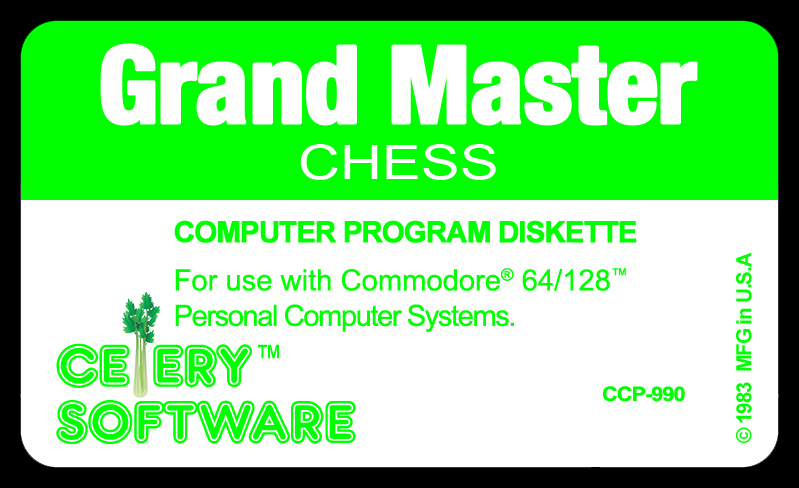 Grand Master
CHESS
COMPUTER PROGRAM DISKETTE
For use with Commodore® 64/128™
Personal Computer Systems.
CELERY™
SOFTWARE
CCP-990
© 1983 MFG in U.S.A